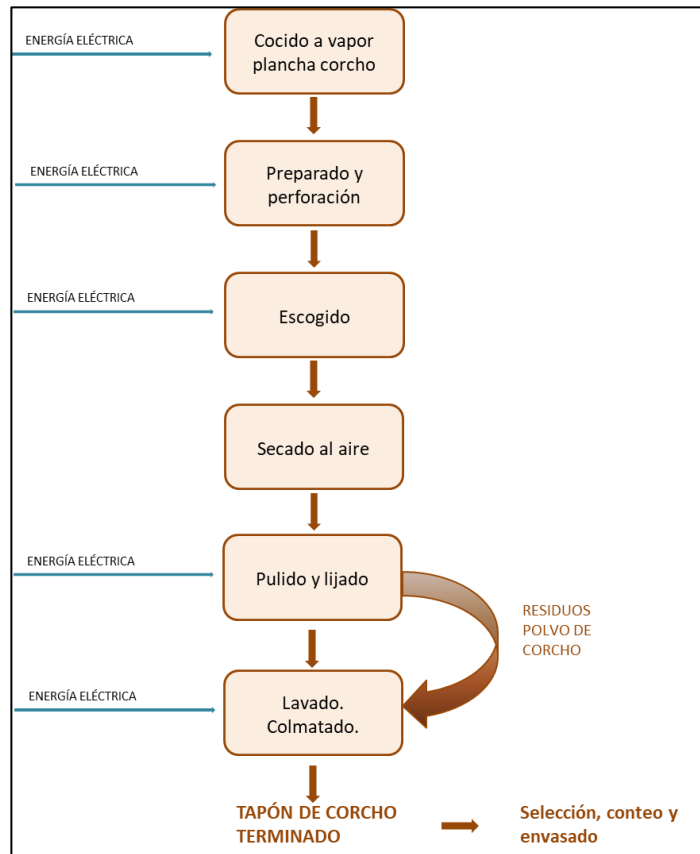 ENERGÍA ELÉCTRICA
Cocido a vapor
plancha corcho
ENERGÍA ELÉCTRICA
Preparado y
perforación
ENERGÍA ELÉCTRICA
Escogido
Secado al aire
ENERGÍA ELÉCTRICA
Pulido y lijado
RESIDUOS
POLVO DE
CORCHO
ENERGÍA ELÉCTRICA
Lavado.
Colmatado.
TAPÓN DE CORCHO
TERMINADO
Selección, conteo y
envasado